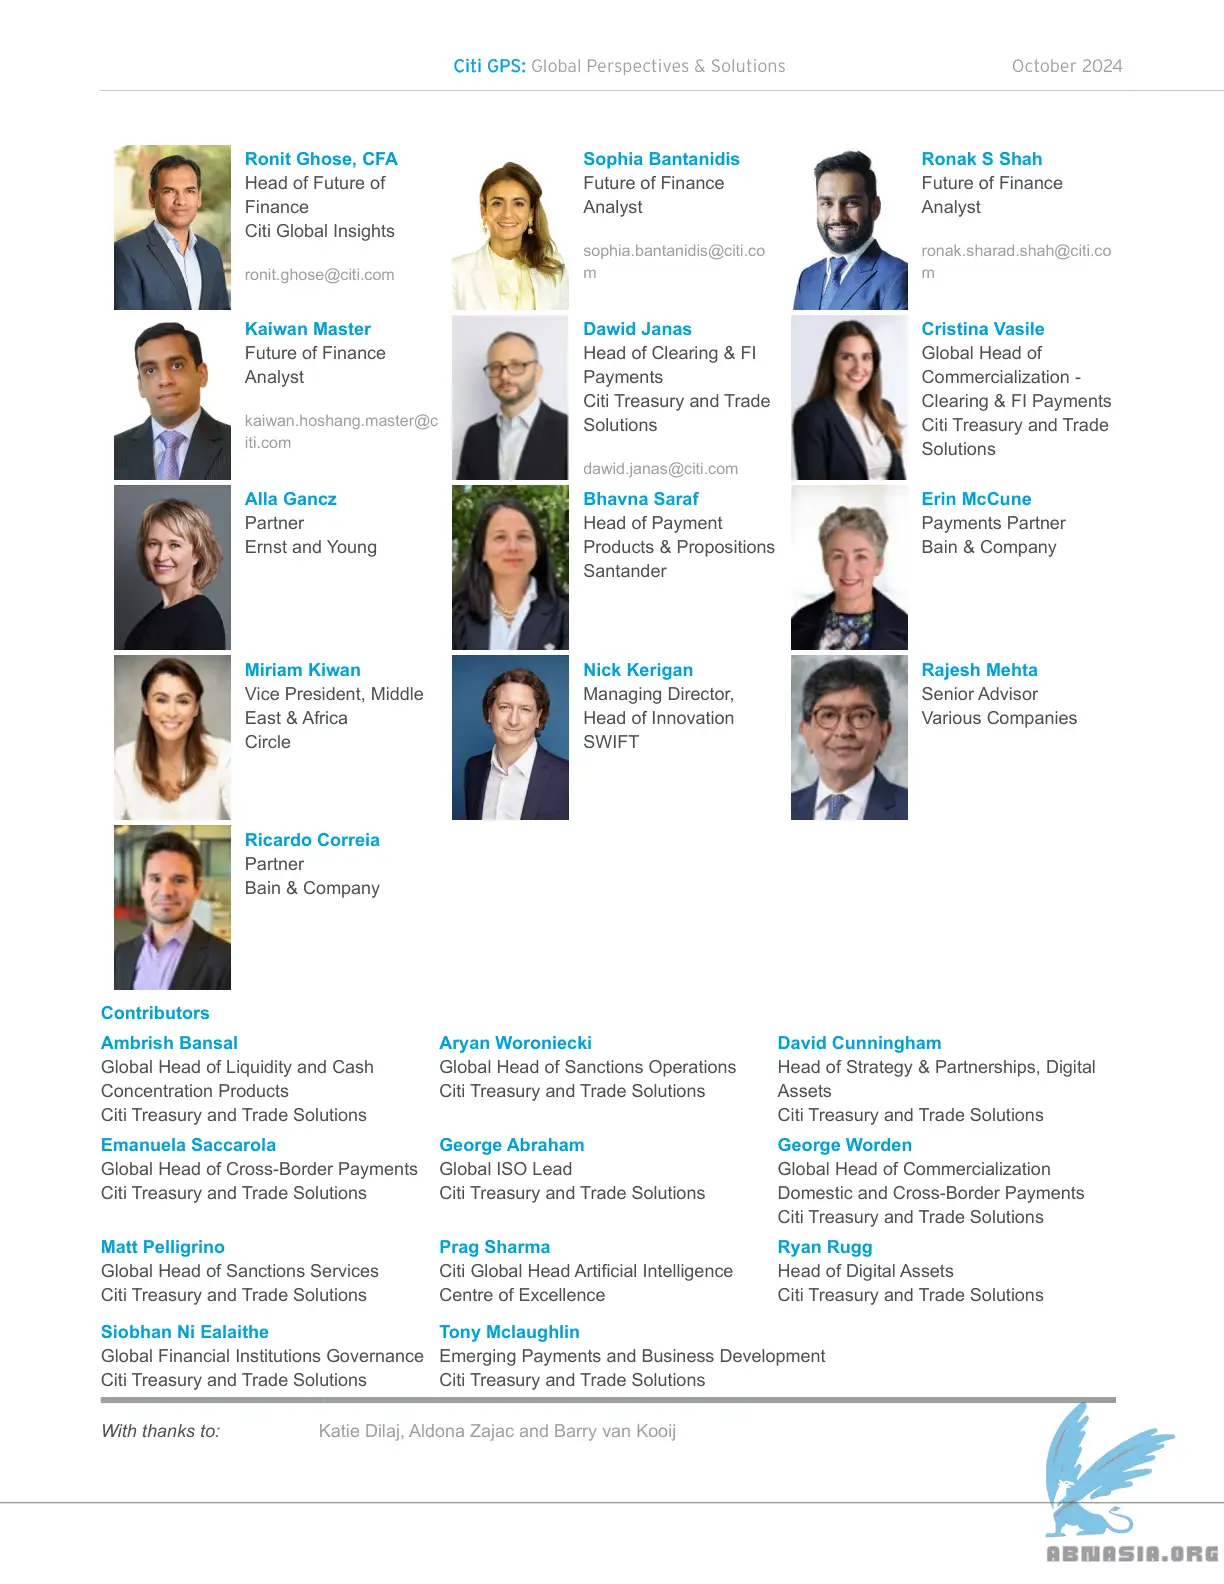 Citi GPS: Global Perspectives & Solutions
October 2024
Ronit Ghose, CFA
Head of Future of
Finance
Citi Global Insights
ronit.ghose@citi.com
Sophia Bantanidis
Future of Finance
Analyst
sophia.bantanidis@citi.co
m
Ronak S Shah
Future of Finance
Analyst
ronak.sharad.shah@citi.co
m
Kaiwan Master
Future of Finance
Analyst
kaiwan.hoshang.master@c
iti.com
Dawid Janas
Head of Clearing & FI
Payments
Citi Treasury and Trade
Solutions
dawid.janas@citi.com
Cristina Vasile
Global Head of
Commercialization -
Clearing & FI Payments
Citi Treasury and Trade
Solutions
Alla Gancz
Partner
Ernst and Young
Bhavna Saraf
Head of Payment
Products & Propositions
Santander
Erin McCune
Payments Partner
Bain & Company
Miriam Kiwan
Vice President, Middle
East & Africa
Circle
Nick Kerigan
Managing Director,
Head of Innovation
SWIFT
Rajesh Mehta
Senior Advisor
Various Companies
Ricardo Correia
Partner
Bain & Company
Contributors
Ambrish Bansal
Global Head of Liquidity and Cash
Concentration Products
Citi Treasury and Trade Solutions
Aryan Woroniecki
Global Head of Sanctions Operations
Citi Treasury and Trade Solutions
David Cunningham
Head of Strategy & Partnerships, Digital
Assets
Citi Treasury and Trade Solutions
Emanuela Saccarola
Global Head of Cross-Border Payments
Citi Treasury and Trade Solutions
George Abraham
Global ISO Lead
Citi Treasury and Trade Solutions
George Worden
Global Head of Commercialization
Domestic and Cross-Border Payments
Citi Treasury and Trade Solutions
Matt Pelligrino
Global Head of Sanctions Services
Citi Treasury and Trade Solutions
Prag Sharma
Citi Global Head Artificial Intelligence
Centre of Excellence
Ryan Rugg
Head of Digital Assets
Citi Treasury and Trade Solutions
Siobhan Ni Ealaithe
Global Financial Institutions Governance
Citi Treasury and Trade Solutions
Tony Mclaughlin
Emerging Payments and Business Development
Citi Treasury and Trade Solutions
With thanks to:
Katie Dilaj, Aldona Zajac and Barry van Kooij
ABNASIA.ORG